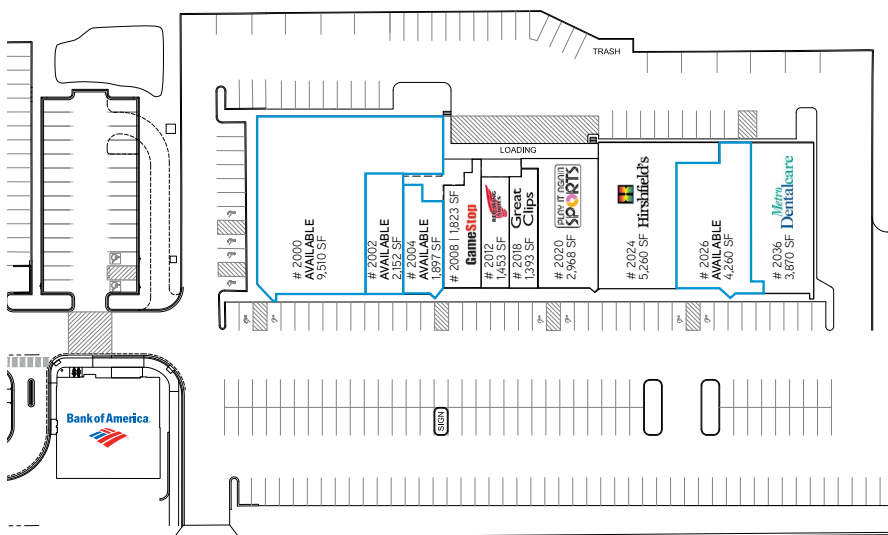 TRASH
LOADING
# 2000
AVAILABLE
9,510 SF
# 2002
AVAILABLE
2,152 SF
# 2004
AVAILABLE
1,897 SF
# 2008 | 1,823 SF
GameStop
# 2012
1,453 SF
# 2018
1,393 SF
Great
Clips
# 2020
2,968 SF
PLAY IT AGAIN
SPORTS
# 2024
5,260 SF
Hirshfield's
# 2026
AVAILABLE
4,260 SF
# 2036
3,870 SF
Metro
Dentalcare
SIGN
Bank of America.